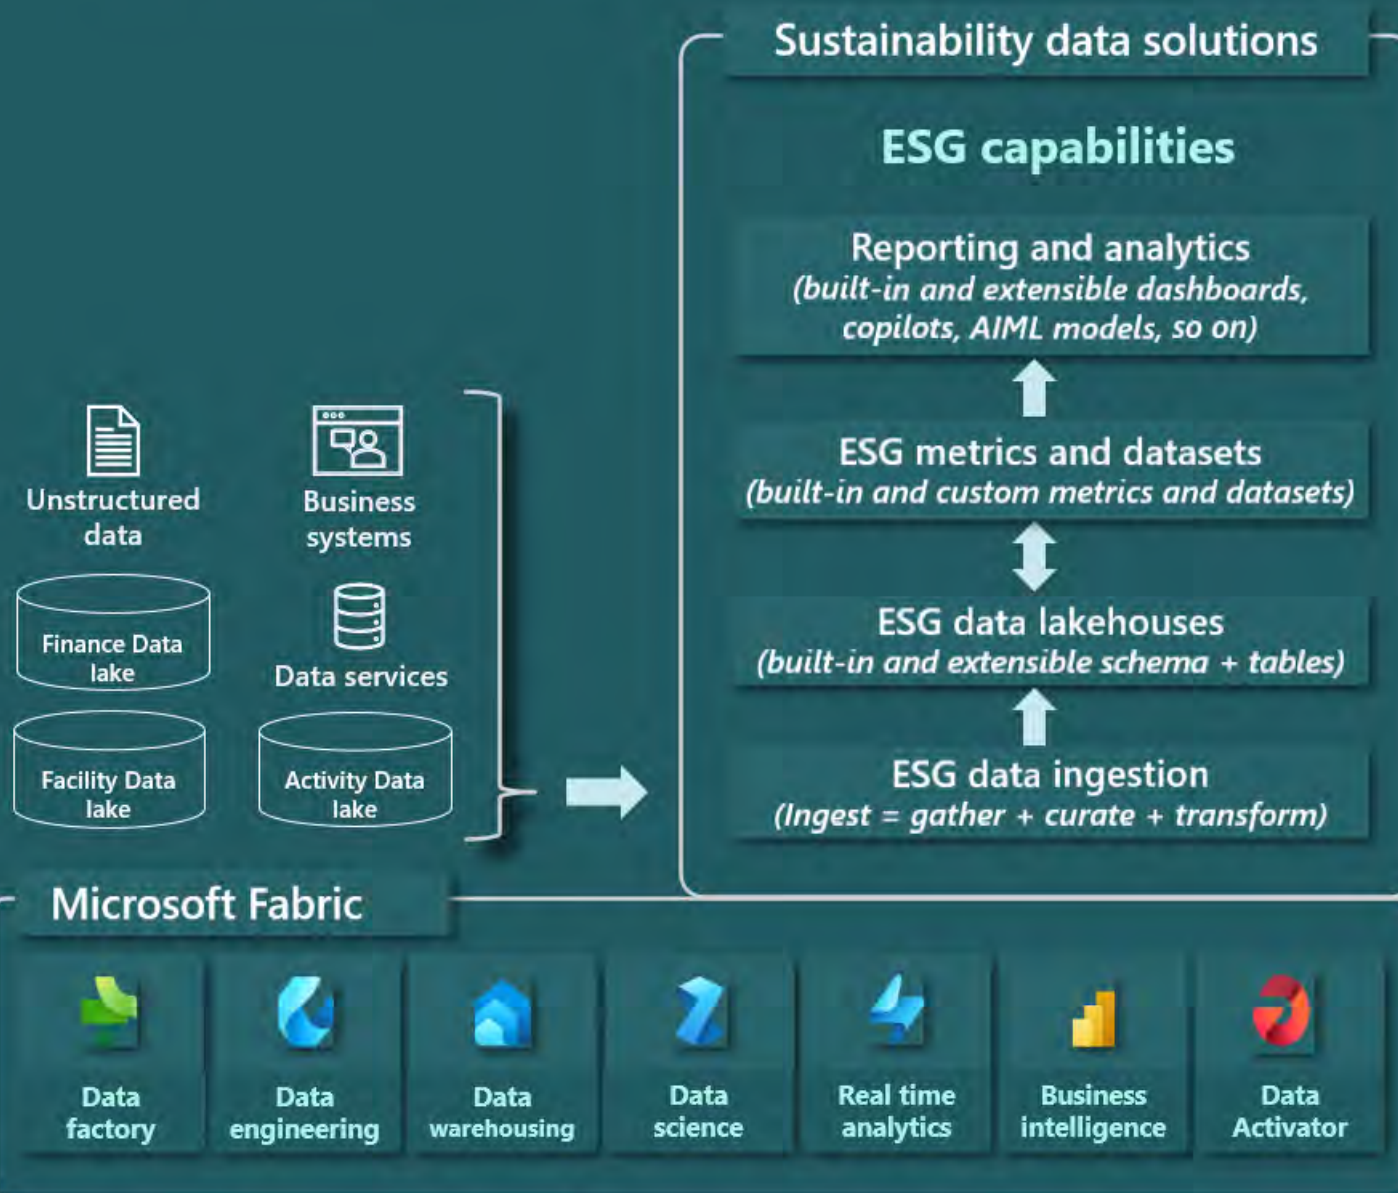 Sustainability data solutions
ESG capabilities
Reporting and analytics
(built-in and extensible dashboards,
copilots, AIML models, so on)
ESG metrics and datasets
(built-in and custom metrics and datasets)
ESG data lakehouses
(built-in and extensible schema + tables)
ESG data ingestion
(Ingest = gather + curate + transform)
Unstructured
data
Business
systems
Finance Data
lake
Data services
Facility Data
lake
Activity Data
lake
Microsoft Fabric
Data
factory
Data
engineering
Data
warehousing
Data
science
Real time
analytics
Business
intelligence
Data
Activator